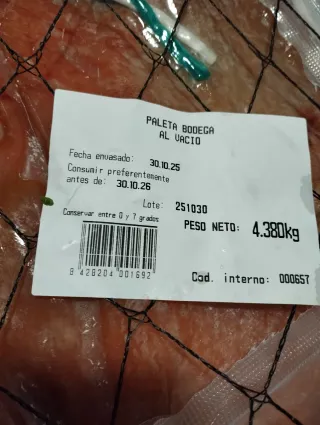 PALETA BODEGA
AL VACIO
Fecha envasado: 30.10.25
Consumir preferentemente
antes de: 30.10.26
Lote: 251030
Conservar entre 0 y 7 grados
PESO NETO: 4.380kg
8 428204 001692
Cod. interno: 000657